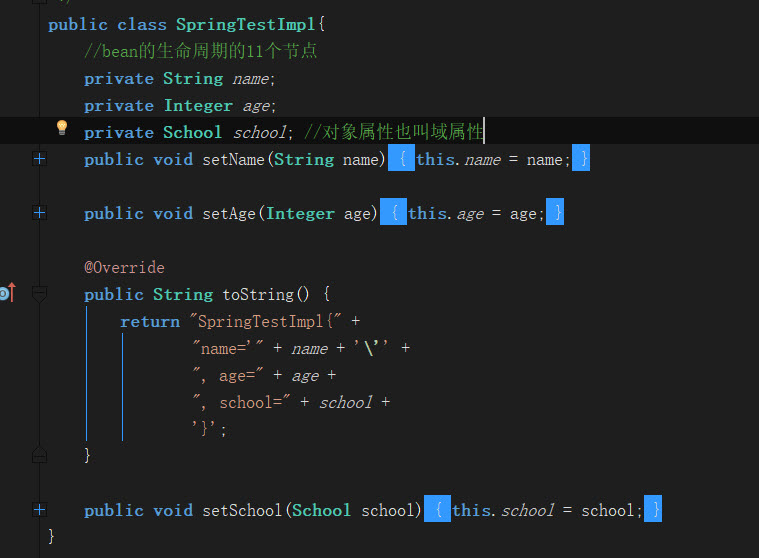 public class SpringTestImpl{
//bean的生命周期的11个节点
private String name;
private Integer age;
private School school; //对象属性也叫域属性
public void setName(String name) { this.name = name; }
public void setAge(Integer age) { this.age = age; }
@Override
public String toString() {
return "SpringTestImpl{" +
"name='" + name + '\'' +
", age=" + age +
", school=" + school +
'}';
}
public void setSchool(School school) { this.school = school; }
}